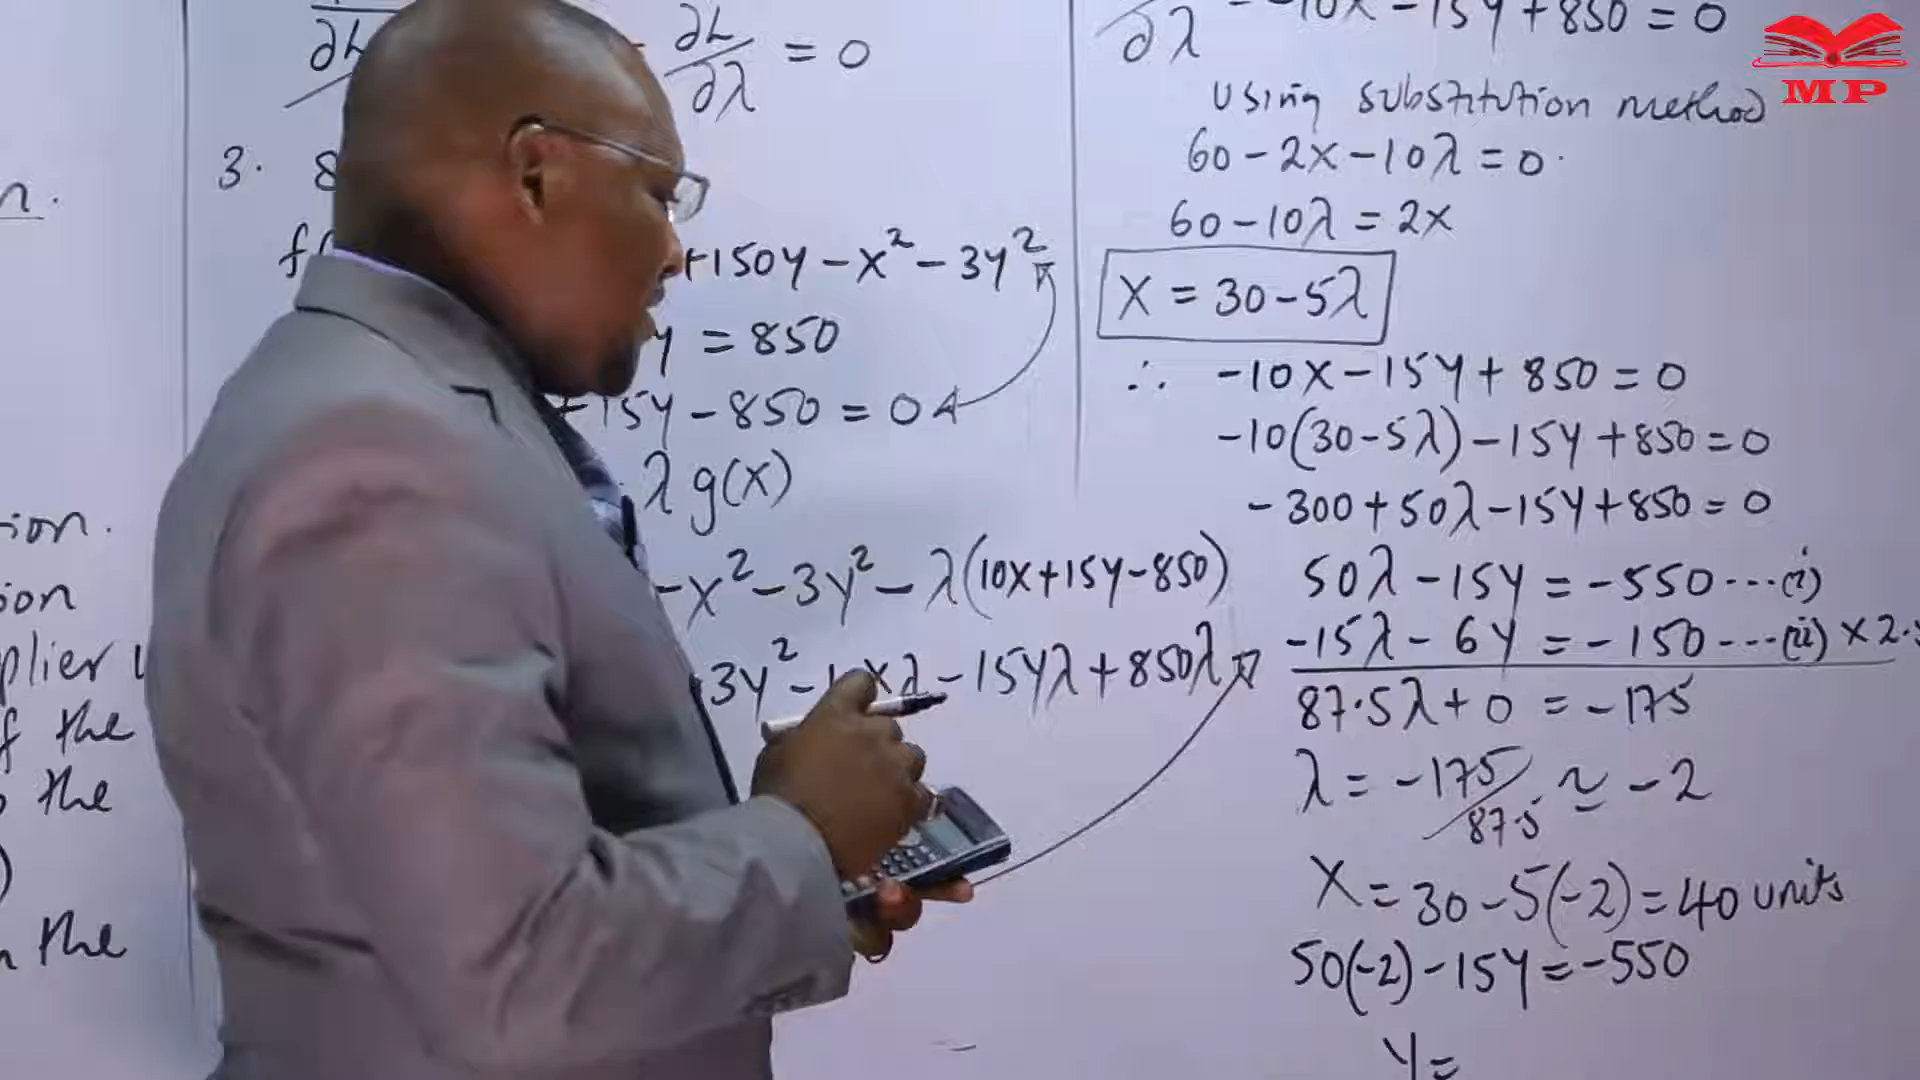 n.
ion.
ion
plier
f the
the
)
n the
∂L
∂L/∂λ = 0
3. 8
f(
+150y - x² - 3y²
y = 850
+15y - 850 = 0
λ g(x)
-x² - 3y² - λ(10x+15y-850)
3y² - 1 xλ - 15yλ + 850λ
∂λ = -10x - 15y + 850 = 0
Using substitution method
60 - 2x - 10λ = 0.
60 - 10λ = 2x
x = 30 - 5λ
∴ -10x - 15y + 850 = 0
-10(30-5λ) - 15y + 850 = 0
-300 + 50λ - 15y + 850 = 0
50λ - 15y = -550 ---(i)
-15λ - 6y = -150 ---(ii) × 2.
87.5λ + 0 = -175
λ = -175/87.5 ≃ -2
x = 30 - 5(-2) = 40 units
50(-2) - 15y = -550
y =
MP